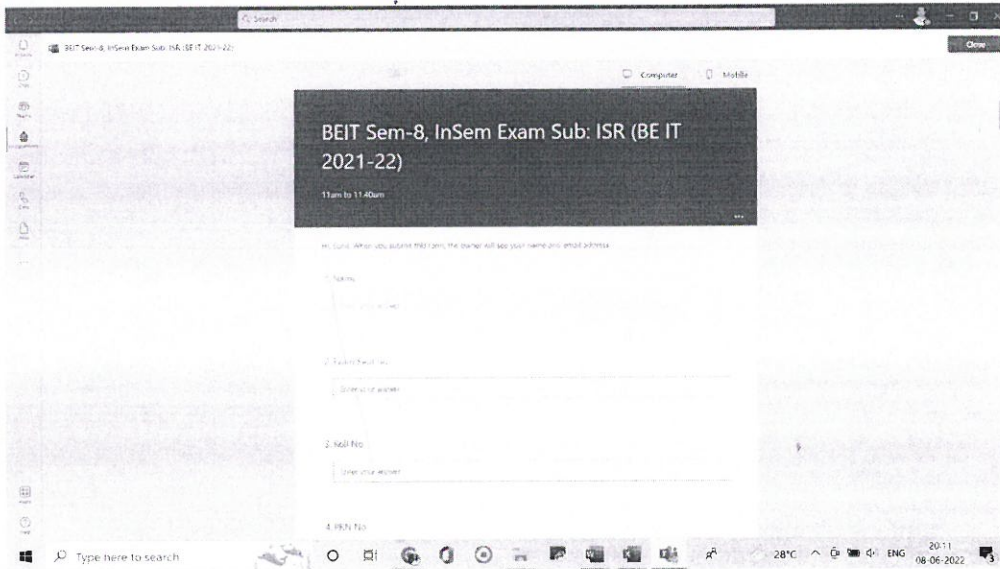 Search
BEIT Sem-8, InSem Exam Sub: ISR (BE IT 2021-22)
Close
Computer
Mobile
BEIT Sem-8, InSem Exam Sub: ISR (BE IT
2021-22)
11am to 11.40am
...
When you submit this form, the owner will see your name and email address.
2.
Enter your answer
3. Roll No
Enter your answer
4. PRN No
Type here to search
28°C
ENG
20:11
08-06-2022
3